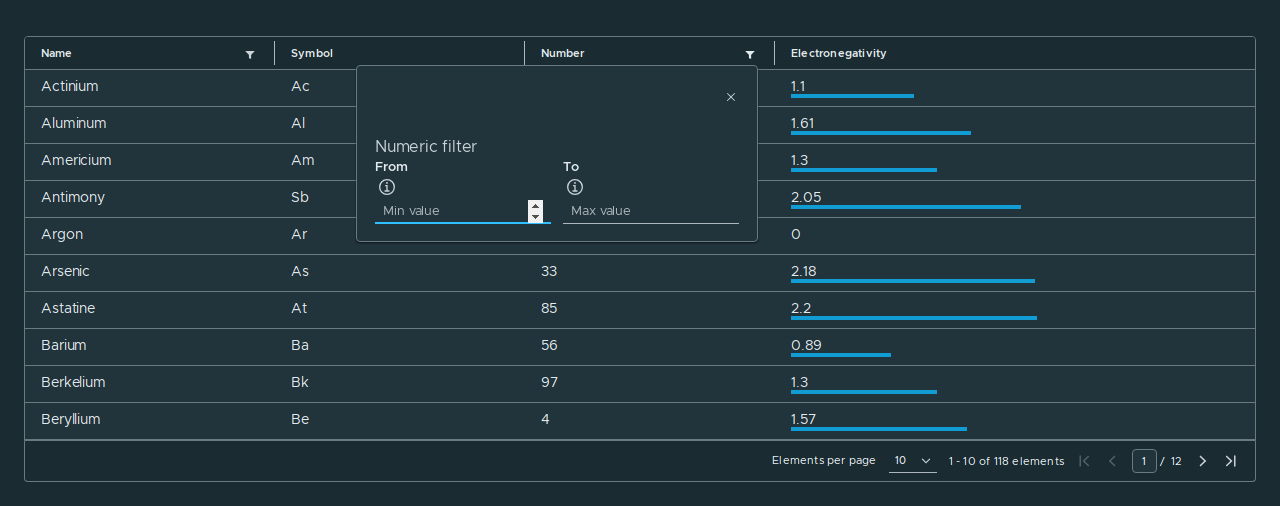 Name Symbol Number Electronegativity
Actinium Ac 1.1
Aluminum Al 1.61
Americium Am 1.3
Antimony Sb 2.05
Argon Ar 0
Numeric filter
From To
Min value Max value
Arsenic As 33 2.18
Astatine At 85 2.2
Barium Ba 56 0.89
Berkelium Bk 97 1.3
Beryllium Be 4 1.57
Elements per page 10 1 - 10 of 118 elements 1 / 12